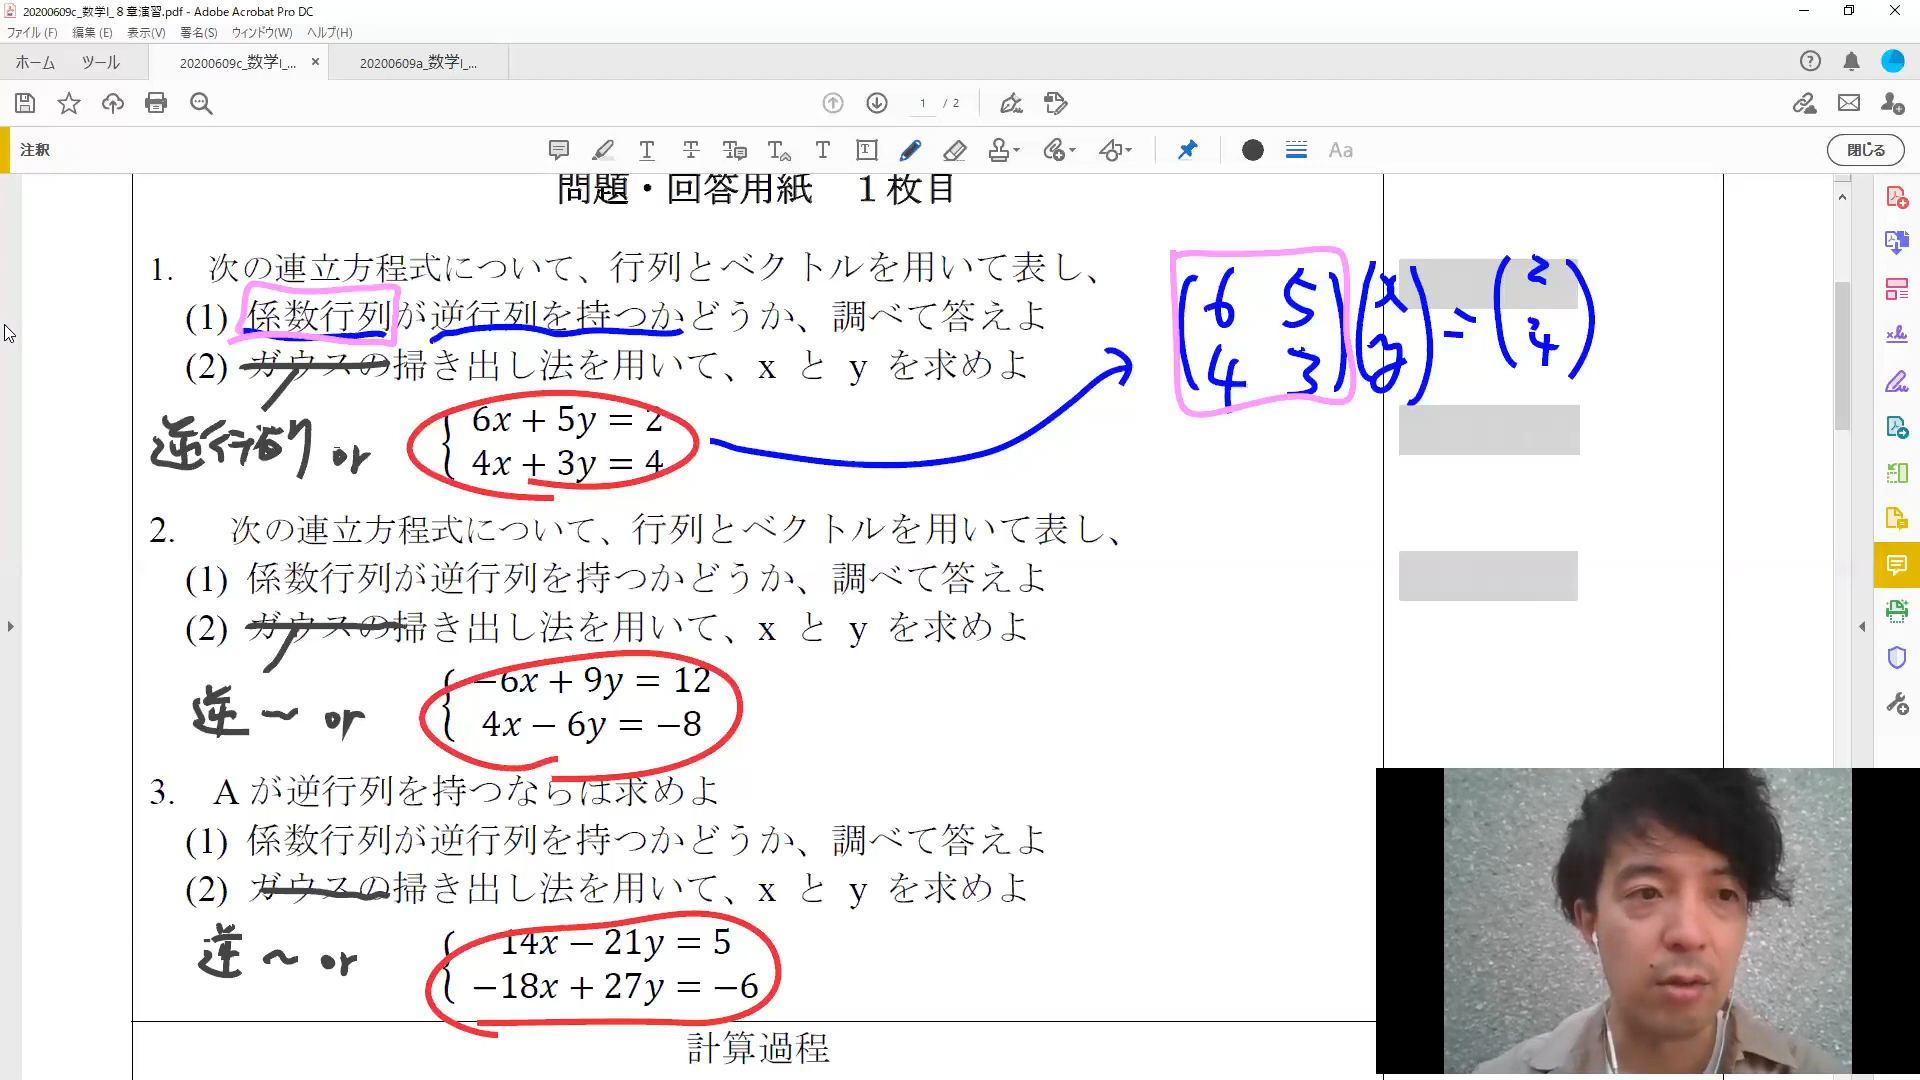 20200609c_数学I_８章演習.pdf - Adobe Acrobat Pro DC
ファイル (F) 編集 (E) 表示(V) 署名(S) ウィンドウ(W) ヘルプ(H)
ホーム ツール 20200609c_数学I_... × 20200609a_数学I_...
1 / 2
注釈 Aa 閉じる
問題・回答用紙　１枚目
1. 次の連立方程式について、行列とベクトルを用いて表し、
(1) 係数行列が逆行列を持つかどうか、調べて答えよ
(2) ガウスの掃き出し法を用いて、x と y を求めよ
逆行列 or
6x + 5y = 2
4x + 3y = 4
(6 5) (x) = (2)
(4 3) (y) (4)
2. 次の連立方程式について、行列とベクトルを用いて表し、
(1) 係数行列が逆行列を持つかどうか、調べて答えよ
(2) ガウスの掃き出し法を用いて、x と y を求めよ
逆 〜 or
−6x + 9y = 12
4x − 6y = −8
3. A が逆行列を持つならば求めよ
(1) 係数行列が逆行列を持つかどうか、調べて答えよ
(2) ガウスの掃き出し法を用いて、x と y を求めよ
逆 〜 or
14x − 21y = 5
−18x + 27y = −6
計算過程